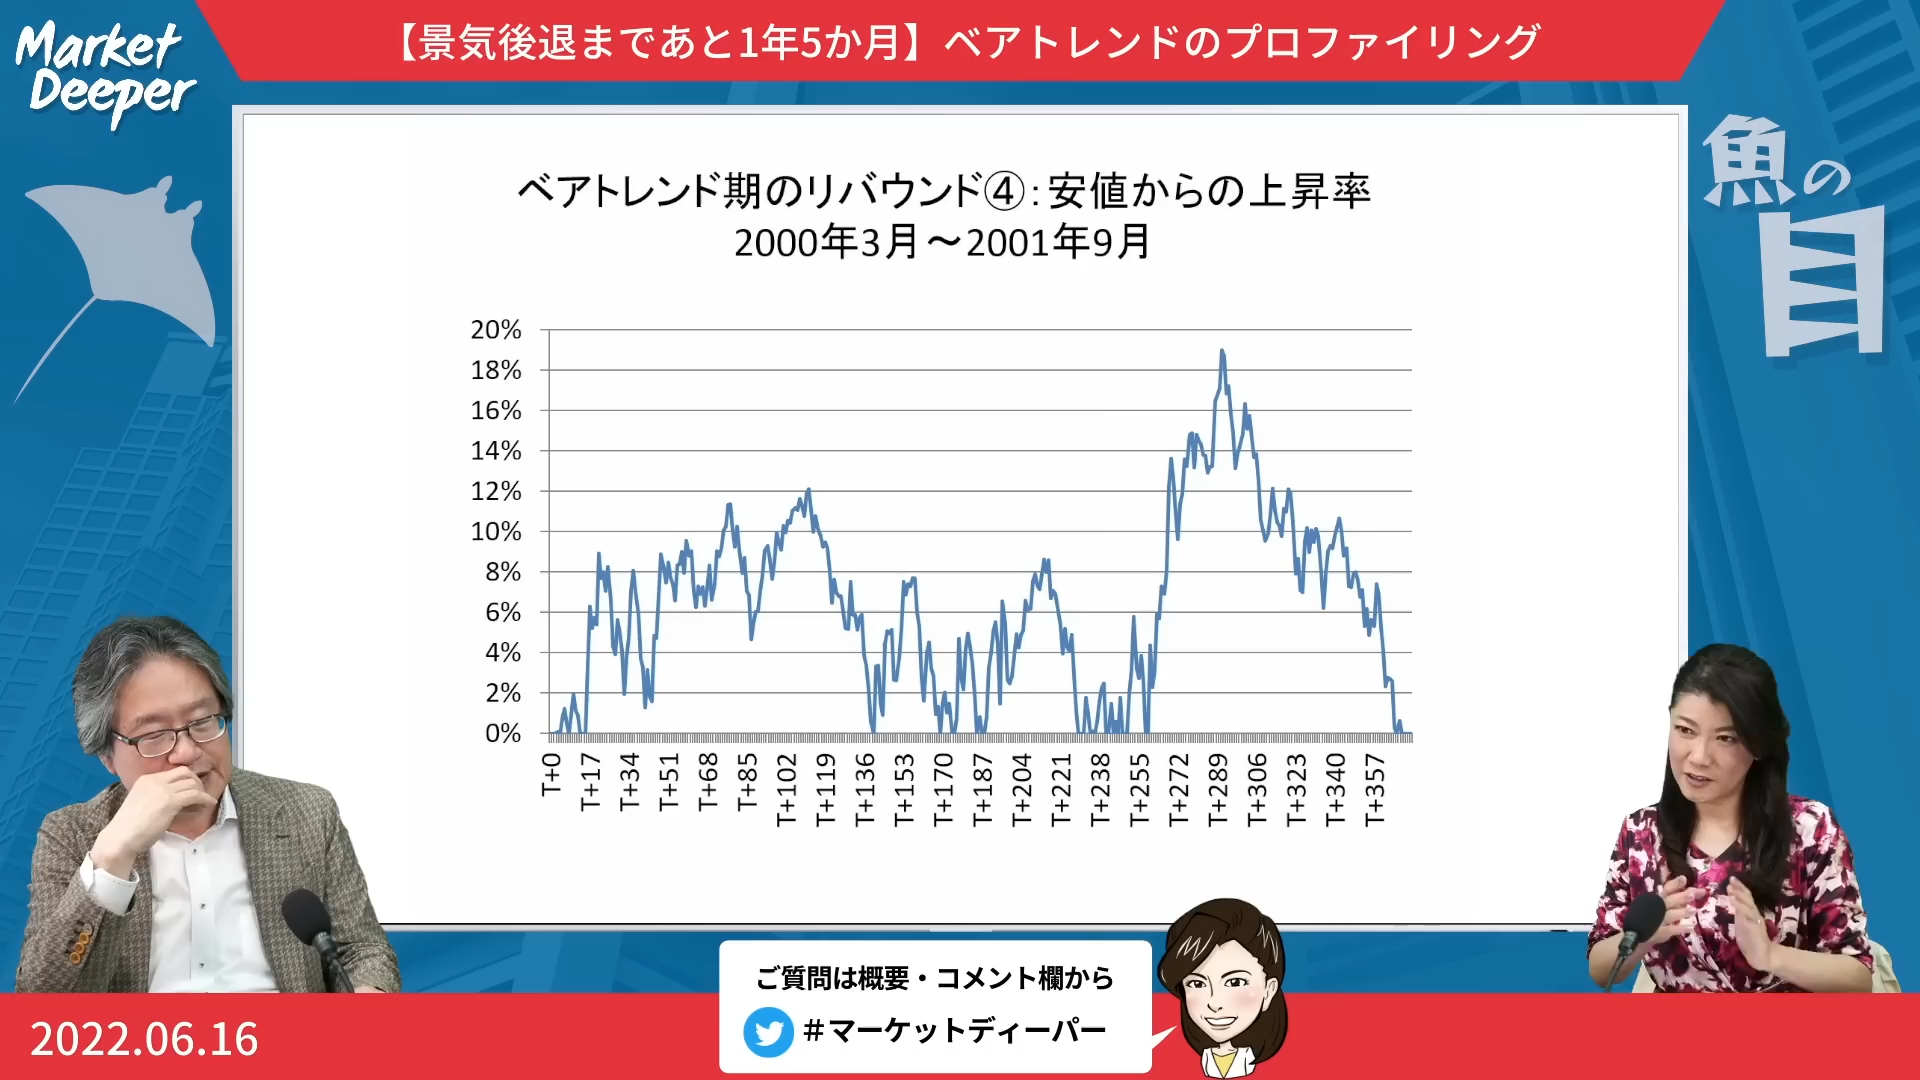 Market
Deeper
【景気後退まであと1年5か月】ベアトレンドのプロファイリング
魚の
目
ベアトレンド期のリバウンド④：安値からの上昇率
2000年3月～2001年9月
20%
18%
16%
14%
12%
10%
8%
6%
4%
2%
0%
T+0
T+17
T+34
T+51
T+68
T+85
T+102
T+119
T+136
T+153
T+170
T+187
T+204
T+221
T+238
T+255
T+272
T+289
T+306
T+323
T+340
T+357
ご質問は概要・コメント欄から
＃マーケットディーパー
2022.06.16